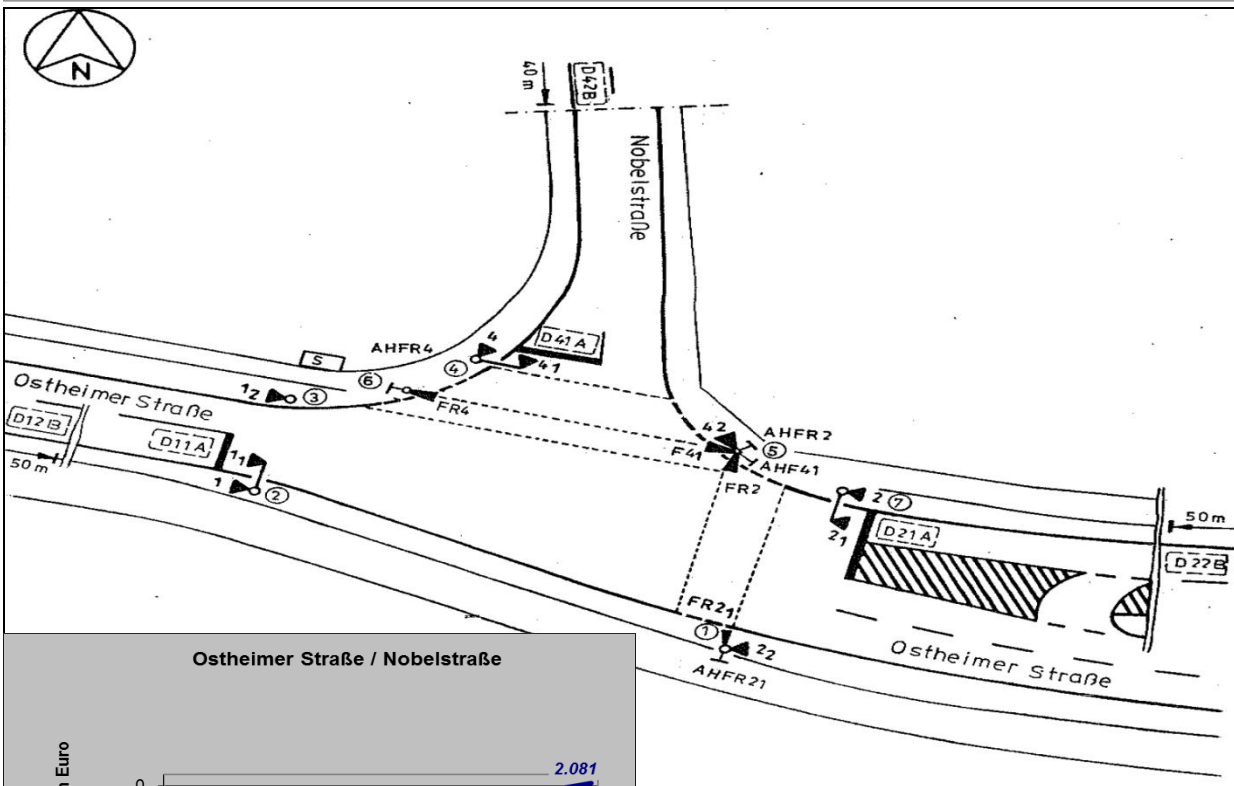 N
40 m
D42B
Nobelstraße
AHFR4
4
D41A
S
4
41
6
12
3
FR4
Ostheimer Straße
D12B
D11A
50 m
11
1
2
42
AHFR2
5
F41
AHF41
FR2
2
7
21
D21A
50 m
D22B
FR21
1
22
AHFR21
Ostheimer Straße
Ostheimer Straße / Nobelstraße
n Euro
0
2.081